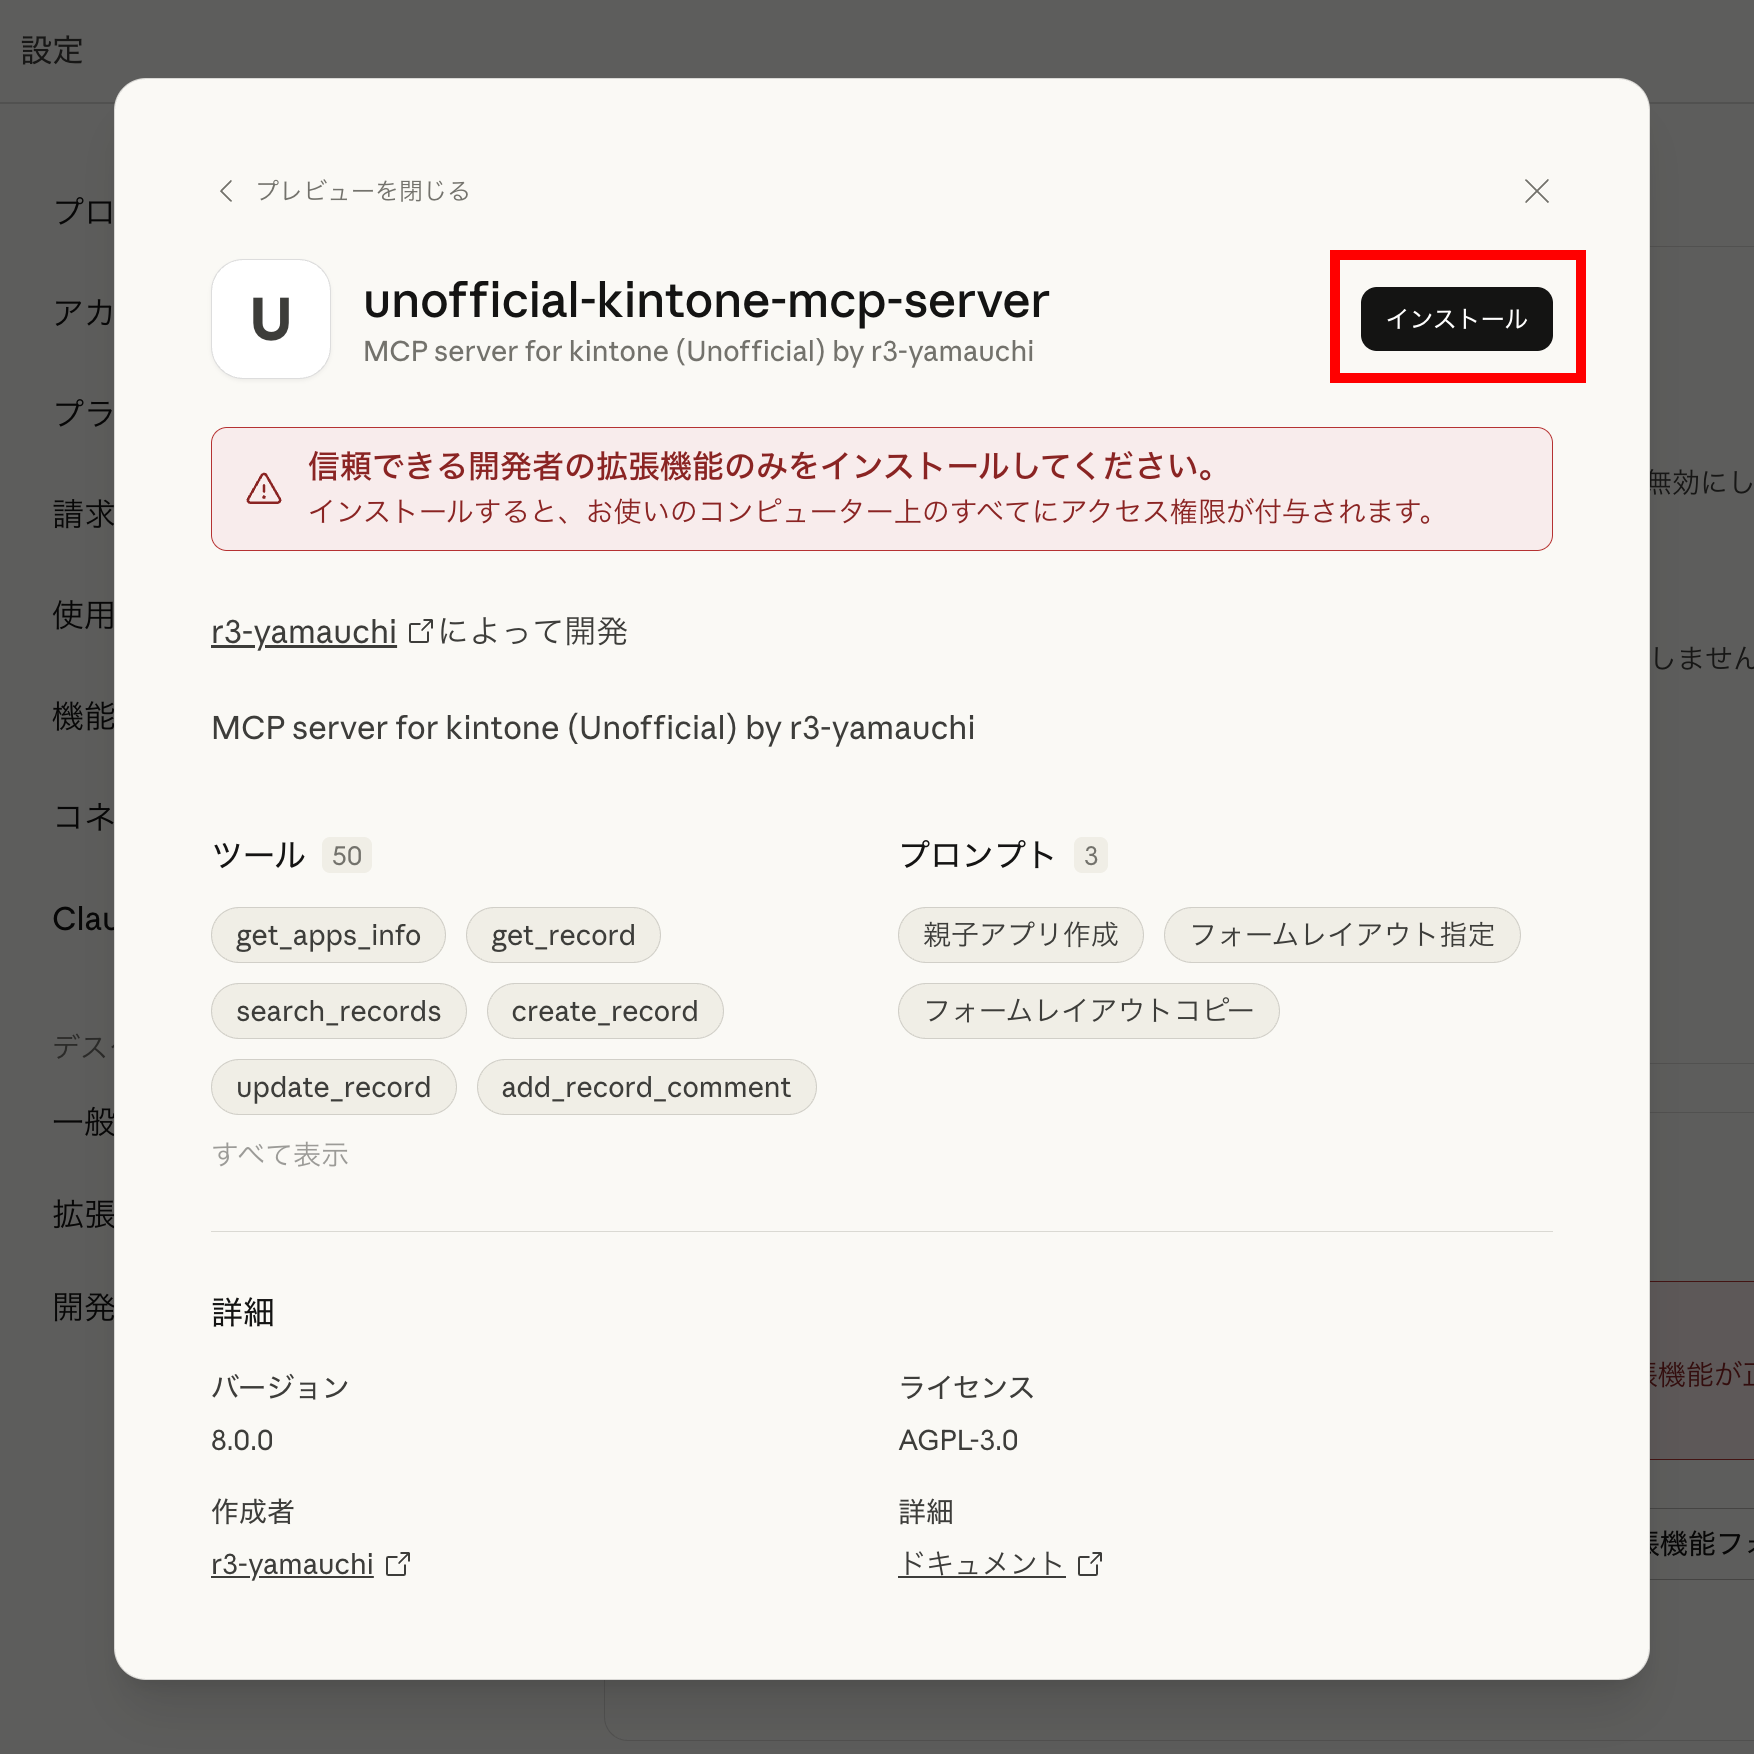 設定
プレビューを閉じる
unofficial-kintone-mcp-server
MCP server for kintone (Unofficial) by r3-yamauchi
インストール
U
信頼できる開発者の拡張機能のみをインストールしてください。
インストールすると、お使いのコンピューター上のすべてにアクセス権限が付与されます。
r3-yamauchi によって開発
MCP server for kintone (Unofficial) by r3-yamauchi
ツール 50
get_apps_info get_record
search_records create_record
update_record add_record_comment
すべて表示
プロンプト 3
親子アプリ作成 フォームレイアウト指定
フォームレイアウトコピー
詳細
バージョン
8.0.0
ライセンス
AGPL-3.0
作成者
r3-yamauchi
詳細
ドキュメント
プロ
アカ
プラ
請求
使用
機能
コネ
Clau
デス
一般
拡張
開発
無効にし
しません
機能が
機能フ